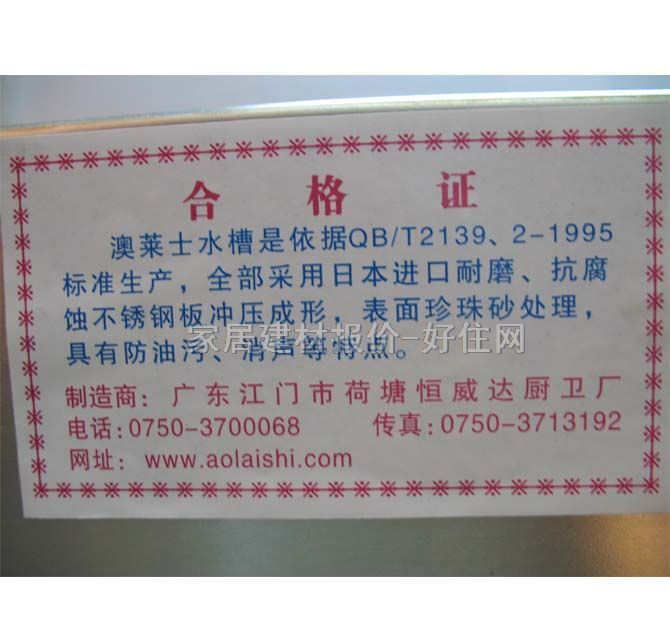 合格证
澳莱士水槽是依据QB/T2139、2-1995
标准生产，全部采用日本进口耐磨、抗腐
蚀不锈钢板冲压成形，表面珍珠砂处理，
家居建材报价-好住网
具有防油污、消声等特点。
制造商：广东江门市荷塘恒威达厨卫厂
电话:0750-3700068 传真:0750-3713192
网址：www.aolaishi.com